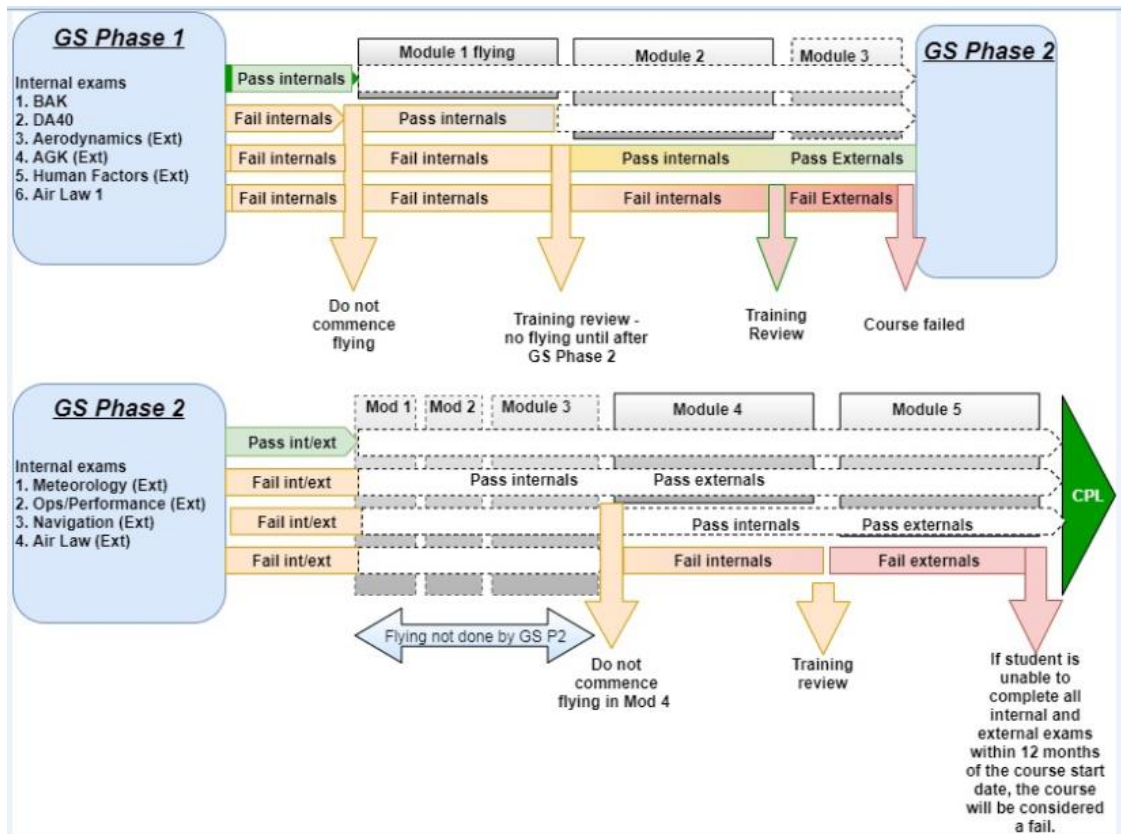 GS Phase 1
Internal exams
1. BAK
2. DA40
3. Aerodynamics (Ext)
4. AGK (Ext)
5. Human Factors (Ext)
6. Air Law 1
Module 1 flying
Module 2
Module 3
GS Phase 2
Pass internals
Fail internals
Pass internals
Fail internals
Fail internals
Pass internals
Pass Externals
Fail internals
Fail internals
Fail internals
Fail Externals
Do not
commence
flying
Training review -
no flying until after
GS Phase 2
Training
Review
Course failed
GS Phase 2
Internal exams
1. Meteorology (Ext)
2. Ops/Performance (Ext)
3. Navigation (Ext)
4. Air Law (Ext)
Mod 1
Mod 2
Module 3
Module 4
Module 5
Pass int/ext
Fail int/ext
Pass internals
Pass externals
CPL
Fail int/ext
Pass internals
Pass externals
Fail int/ext
Fail internals
Fail externals
Flying not done by GS P2
Do not
commence
flying in Mod 4
Training
review
If student is
unable to
complete all
internal and
external exams
within 12 months
of the course start
date, the course
will be considered
a fail.